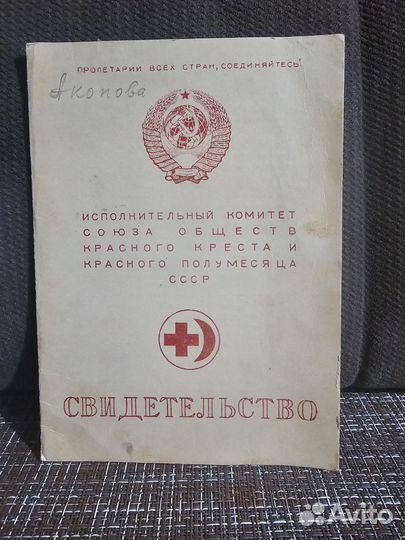 ПРОЛЕТАРИИ ВСЕХ СТРАН, СОЕДИНЯЙТЕСЬ!
Акопова
ИСПОЛНИТЕЛЬНЫЙ КОМИТЕТ
СОЮЗА ОБЩЕСТВ
КРАСНОГО КРЕСТА И
КРАСНОГО ПОЛУМЕСЯЦА
СССР
СВИДЕТЕЛЬСТВО
Avito